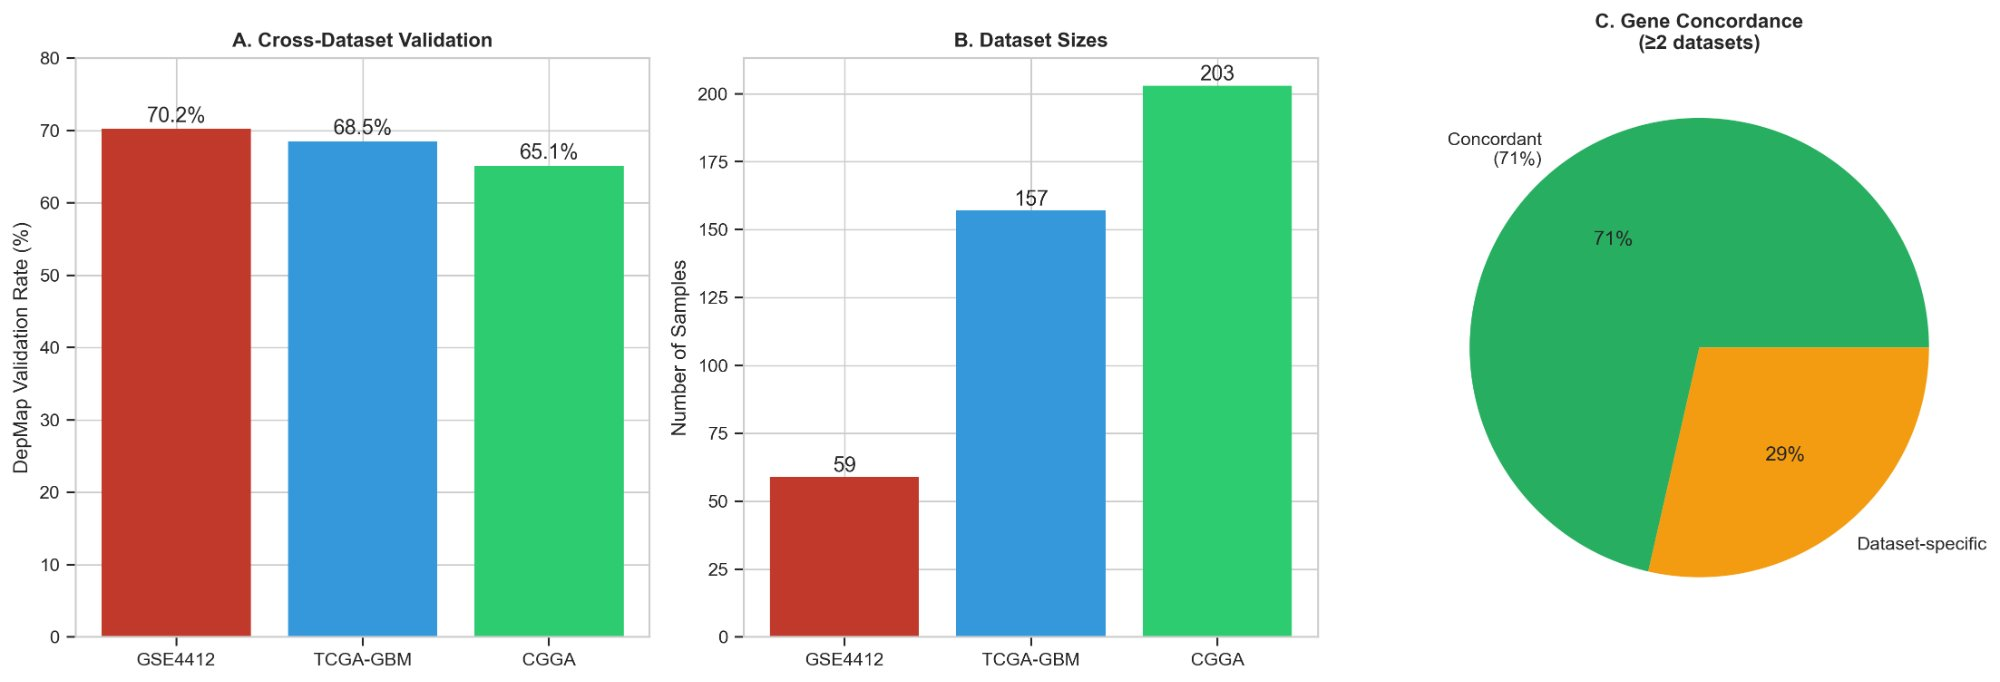 A. Cross-Dataset Validation
DepMap Validation Rate (%)
80
70
60
50
40
30
20
10
0
70.2%
68.5%
65.1%
GSE4412
TCGA-GBM
CGGA
B. Dataset Sizes
Number of Samples
200
175
150
125
100
75
50
25
0
59
157
203
GSE4412
TCGA-GBM
CGGA
C. Gene Concordance
(≥2 datasets)
Concordant
(71%)
71%
29%
Dataset-specific